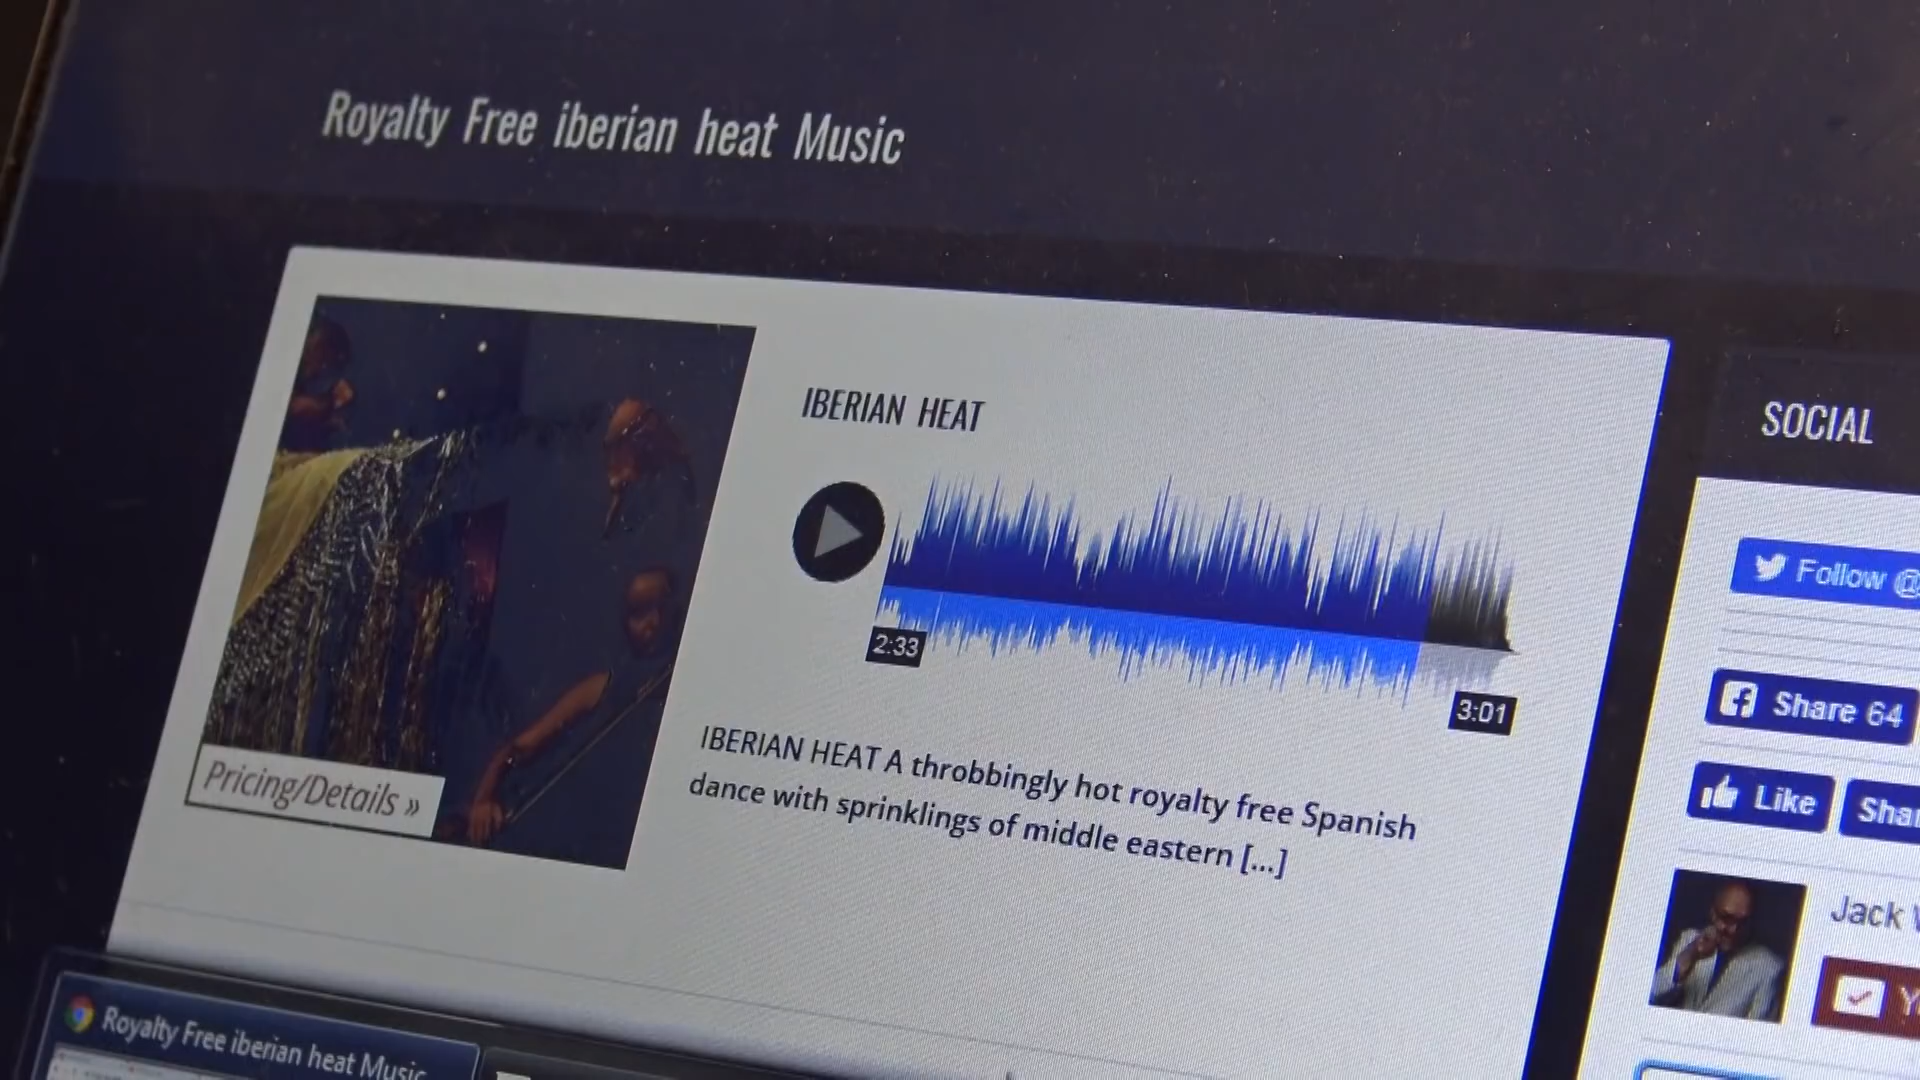 Royalty Free iberian heat Music
IBERIAN HEAT
2:33
3:01
IBERIAN HEAT A throbbingly hot royalty free Spanish
dance with sprinklings of middle eastern [...]
Pricing/Details »
SOCIAL
Follow @
Share 64
Like
Jack
Royalty Free iberian heat Music